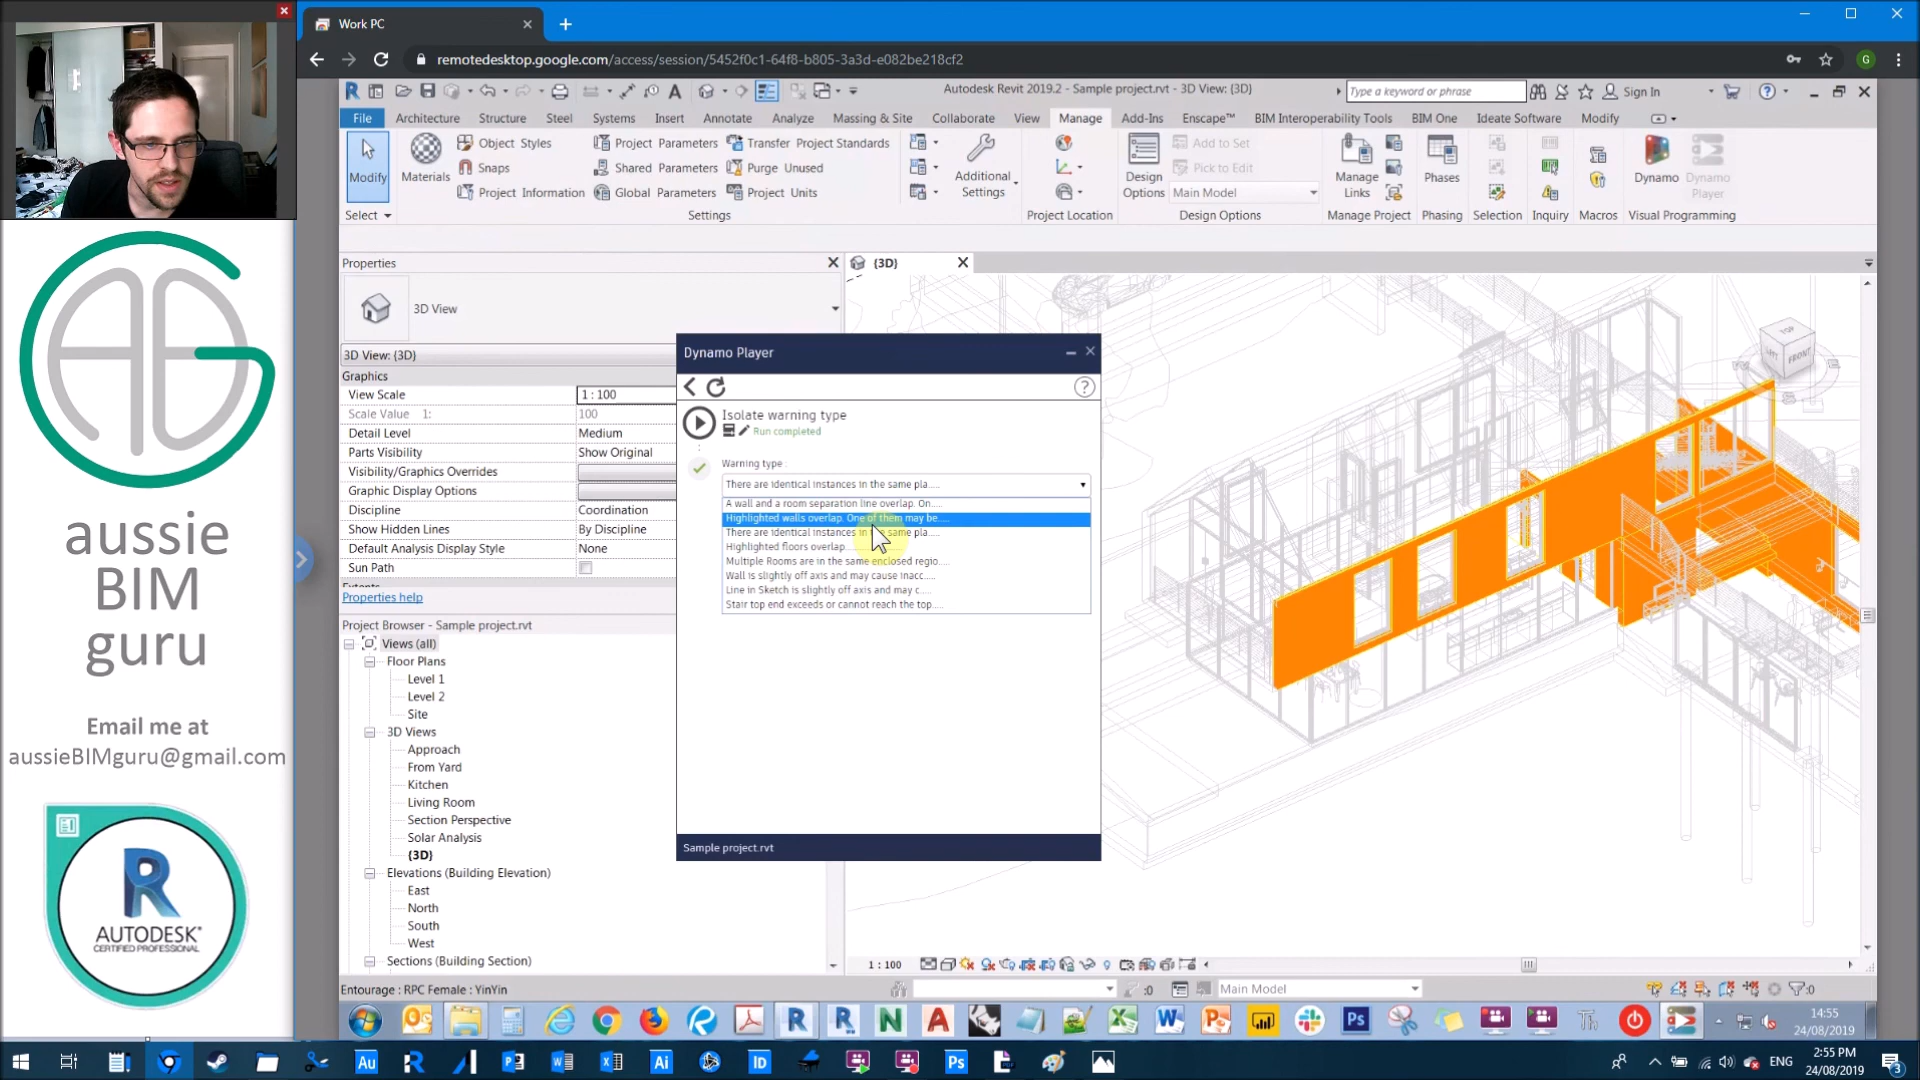 Work PC
remotedesktop.google.com/access/session/5452f0c1-64f8-b805-3a3d-e082be218cf2
G
Autodesk Revit 2019.2 - Sample project.rvt - 3D View: {3D}
Type a keyword or phrase
Sign In
File Architecture Structure Steel Systems Insert Annotate Analyze Massing & Site Collaborate View Manage Add-Ins Enscape™ BIM Interoperability Tools BIM One Ideate Software Modify
Modify
Materials
Object Styles
Snaps
Project Information
Project Parameters
Shared Parameters
Global Parameters
Transfer Project Standards
Purge Unused
Project Units
Additional Settings
Design Options
Add to Set
Pick to Edit
Main Model
Manage Links
Phases
Dynamo
Dynamo Player
Select
Settings
Project Location
Design Options
Manage Project
Phasing
Selection
Inquiry
Macros
Visual Programming
Properties
{3D}
3D View
3D View: {3D}
Graphics
View Scale 1 : 100
Scale Value 1: 100
Detail Level Medium
Parts Visibility Show Original
Visibility/Graphics Overrides
Graphic Display Options
Discipline Coordination
Show Hidden Lines By Discipline
Default Analysis Display Style None
Sun Path
Extents
Properties help
Project Browser - Sample project.rvt
Views (all)
Floor Plans
Level 1
Level 2
Site
3D Views
Approach
From Yard
Kitchen
Living Room
Section Perspective
Solar Analysis
{3D}
Elevations (Building Elevation)
East
North
South
West
Sections (Building Section)
Dynamo Player
Isolate warning type
Run completed
Warning type :
There are identical instances in the same pla.....
A wall and a room separation line overlap. On.....
Highlighted walls overlap. One of them may be.....
There are identical instances in the same pla.....
Highlighted floors overlap.....
Multiple Rooms are in the same enclosed regio.....
Wall is slightly off axis and may cause inacc.....
Line in Sketch is slightly off axis and may c.....
Stair top end exceeds or cannot reach the top.....
Sample project.rvt
TOP
FRONT
1 : 100
Entourage : RPC Female : YinYin
:0
Main Model
:0
14:55
24/08/2019
ENG
2:55 PM
24/08/2019
3
aussie
BIM
guru
Email me at
aussieBIMguru@gmail.com
R
AUTODESK®
CERTIFIED PROFESSIONAL